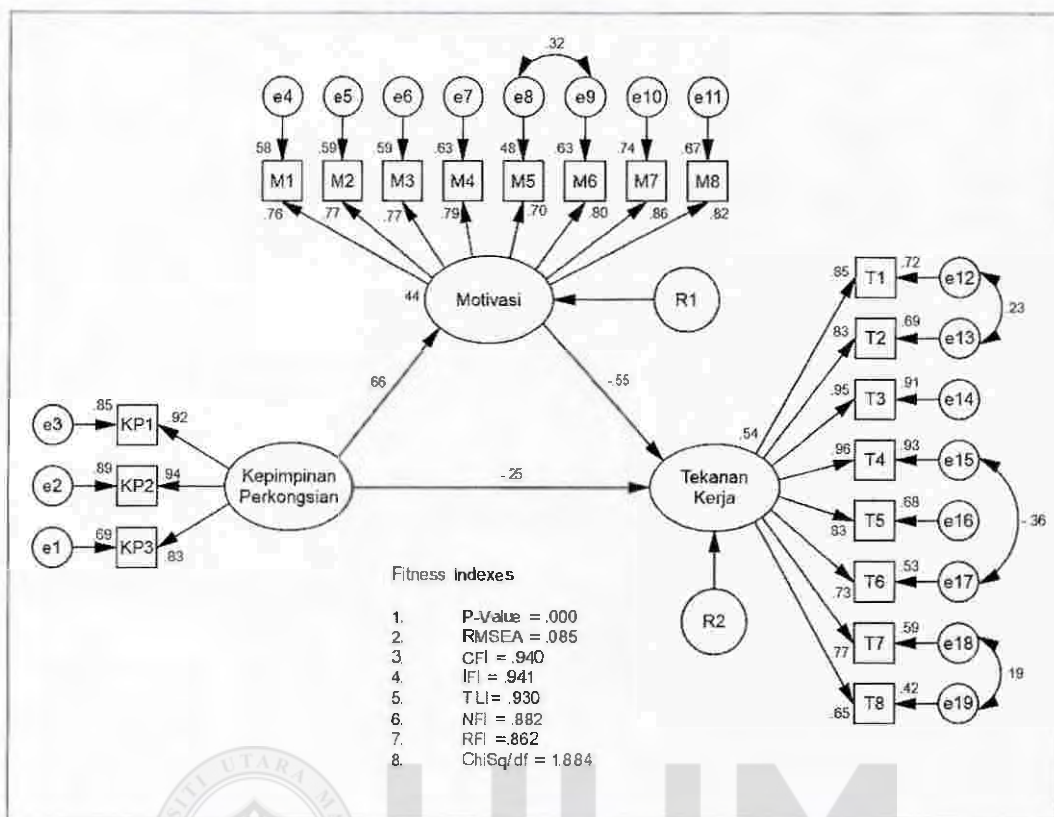 .32
e4 e5 e6 e7 e8 e9 e10 e11
58 .59 59 .63 48 .63 .74 .67
M1 M2 M3 M4 M5 M6 M7 M8
.76 .77 .77 .79 .70 .80 .86 .82
44 Motivasi R1
.85 T1 .72 e12
23
83 T2 .69 e13
.95 T3 .91 e14
66 -.55
.54
.96 T4 .93 e15
e3 .85 KP1 .92
e2 .89 KP2 .94
e1 69 KP3 .83
Kepimpinan
Perkongsian
-.25
Tekanan
Kerja
83 T5 .68 e16
-.36
.73 T6 .53 e17
R2
77 T7 .59 e18
19
.65 T8 .42 e19
Fitness indexes
1. P-Value = .000
2. RMSEA = .085
3. CFI = .940
4. IFI = .941
5. TLI= .930
6. NFI = .882
7. RFI =.862
8. ChiSq/df = 1.884
SITI UTARA MA
UUM